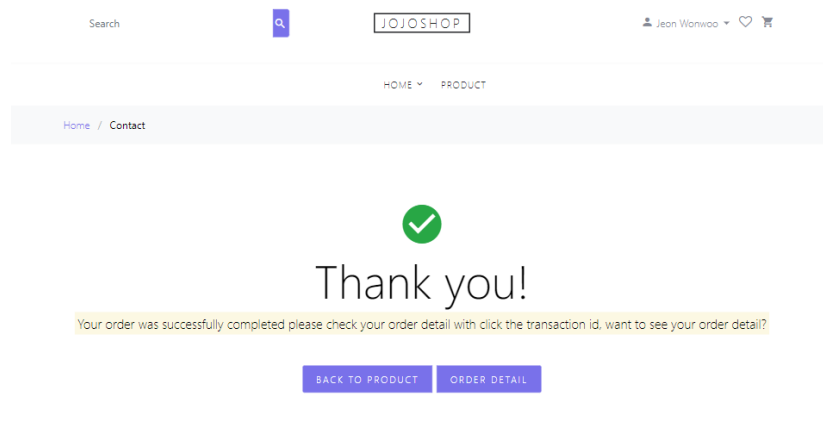 Search
JOJOSHOP
Jeon Wonwoo
HOME PRODUCT
Home / Contact
Thank you!
Your order was successfully completed please check your order detail with click the transaction id, want to see your order detail?
BACK TO PRODUCT ORDER DETAIL